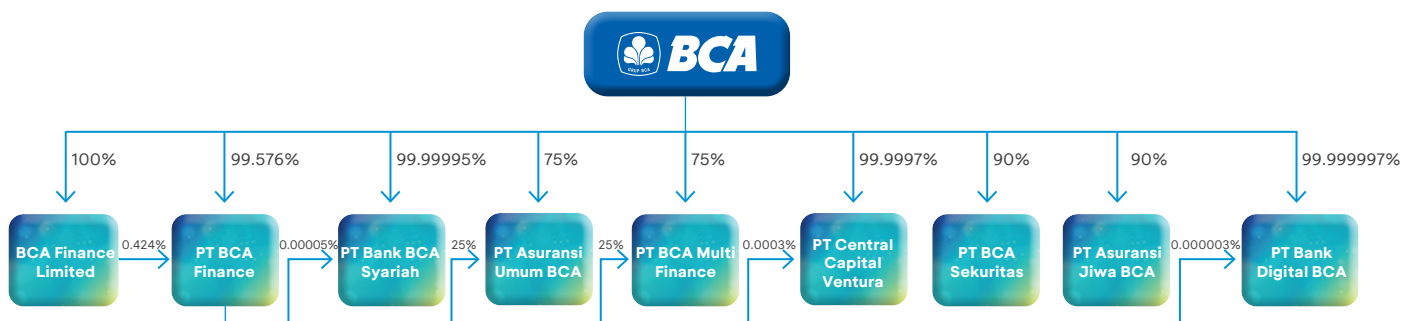 GRUP BCA
BCA
100%
99.576%
99.99995%
75%
75%
99.9997%
90%
90%
99.999997%
BCA Finance
Limited
0.424%
PT BCA
Finance
0.00005%
PT Bank BCA
Syariah
25%
PT Asuransi
Umum BCA
25%
PT BCA Multi
Finance
0.0003%
PT Central
Capital
Ventura
PT BCA
Sekuritas
PT Asuransi
Jiwa BCA
0.000003%
PT Bank
Digital BCA